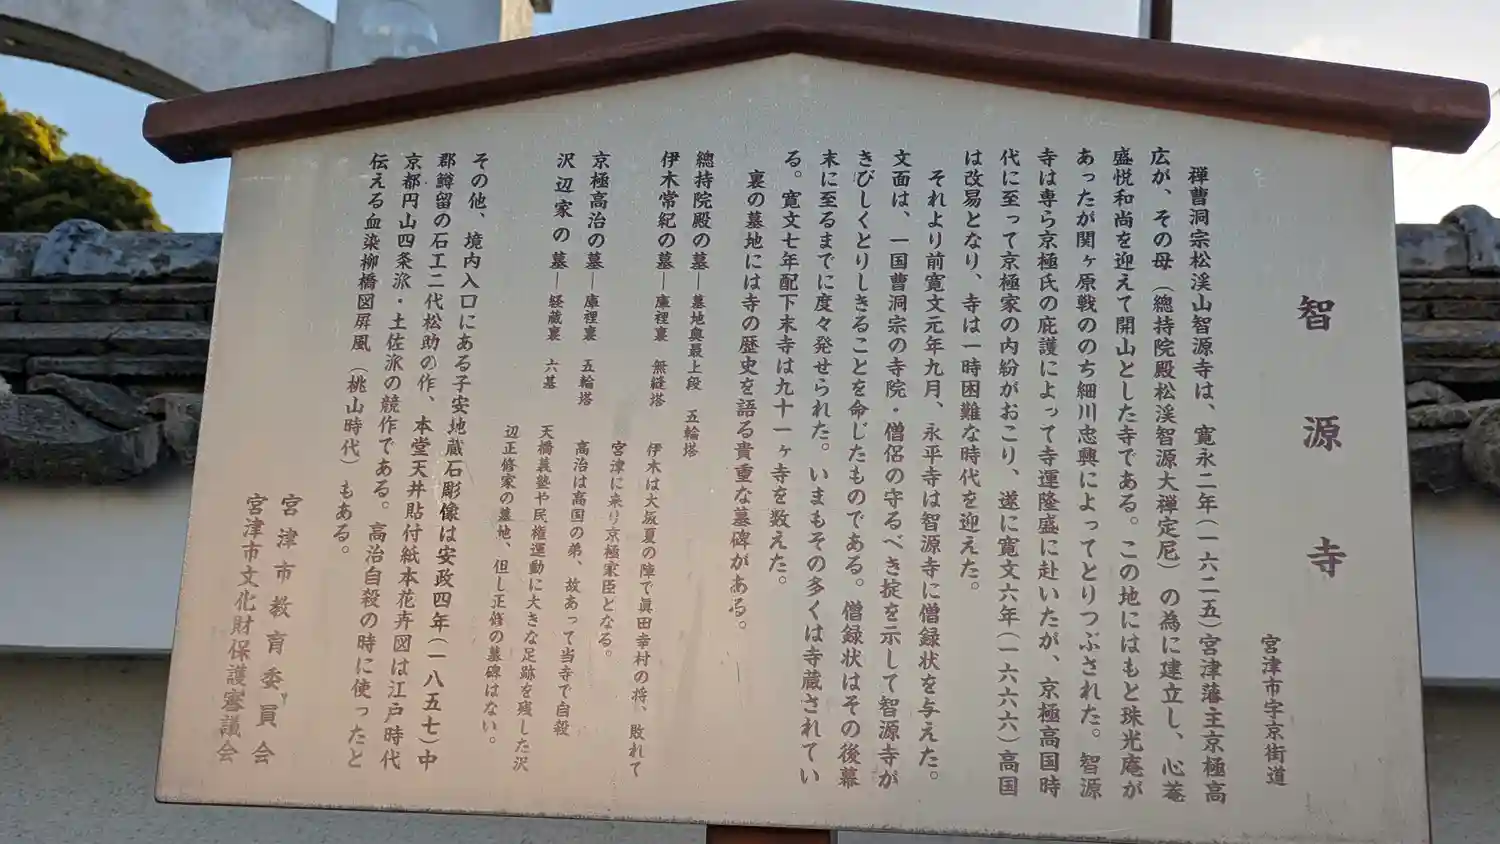 智源寺
宮津市字京街道
禅曹洞宗松渓山智源寺は、寛永二年(一六二五)宮津藩主京極高
広が、その母(總持院殿松渓智源大禅定尼)の為に建立し、心菴
盛悦和尚を迎えて開山とした寺である。この地にはもと珠光庵が
あったが関ヶ原戦ののち細川忠興によってとりつぶされた。智源
寺は専ら京極氏の庇護によって寺運隆盛に赴いたが、京極高国時
代に至って京極家の内紛がおこり、遂に寛文六年(一六六六)高国
は改易となり、寺は一時困難な時代を迎えた。
それより前寛文元年九月、永平寺は智源寺に僧録状を与えた。
文面は、一国曹洞宗の寺院・僧侶の守るべき掟を示して智源寺が
きびしくとりしきることを命じたものである。僧録状はその後幕
末に至るまでに度々発せられた。いまもその多くは寺蔵されてい
る。寛文七年配下末寺は九十一ヶ寺を数えた。
裏の墓地には寺の歴史を語る貴重な墓碑がある。
總持院殿の墓―墓地奥最上段 五輪塔
伊木常紀の墓―庫裡裏 無縫塔 伊木は大坂夏の陣で眞田幸村の将、敗れて
宮津に来り京極家臣となる。
京極高治の墓―庫裡裏 五輪塔 高治は高国の弟、故あって当寺で自殺
沢辺家の墓―経蔵裏 六基 天橋義塾や民権運動に大きな足跡を残した沢
辺正修家の墓地、但し正修の墓碑はない。
その他、境内入口にある子安地蔵石彫像は安政四年(一八五七)中
郡鱒留の石工二代松助の作、本堂天井貼付紙本花卉図は江戸時代
京都円山四条派・土佐派の競作である。高治自殺の時に使ったと
伝える血染柳橋図屏風(桃山時代)もある。
宮津市教育委員会
宮津市文化財保護審議会